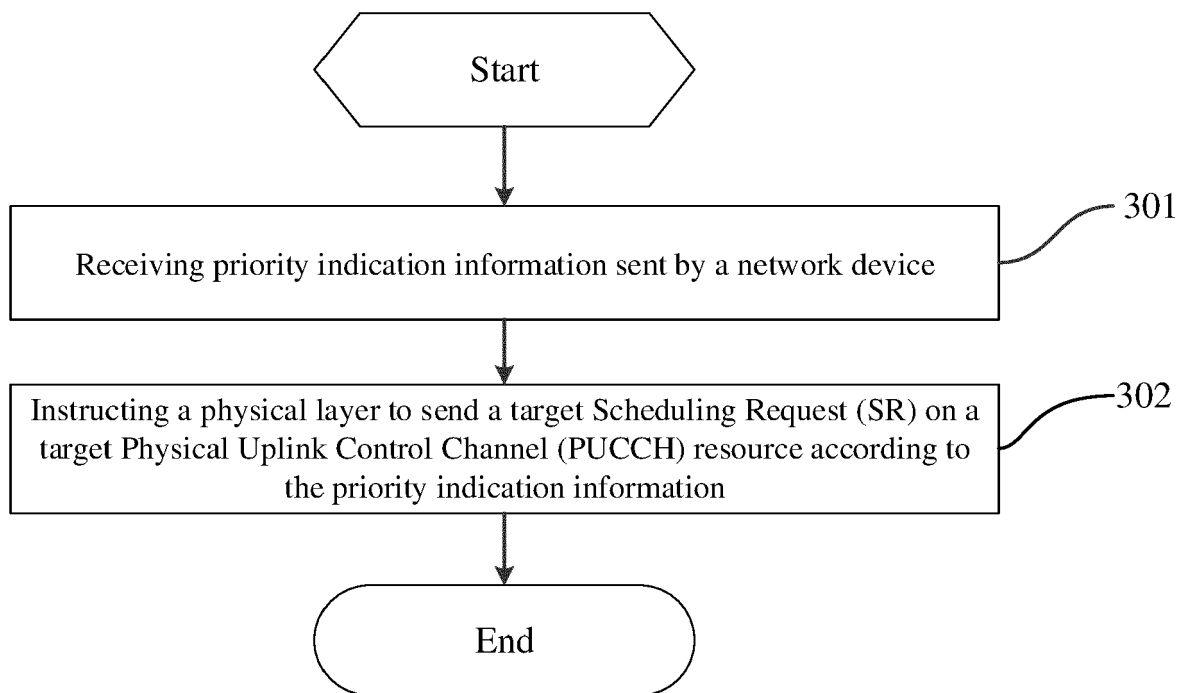 Start
301
Receiving priority indication information sent by a network device
302
Instructing a physical layer to send a target Scheduling Request (SR) on a
target Physical Uplink Control Channel (PUCCH) resource according to
the priority indication information
End